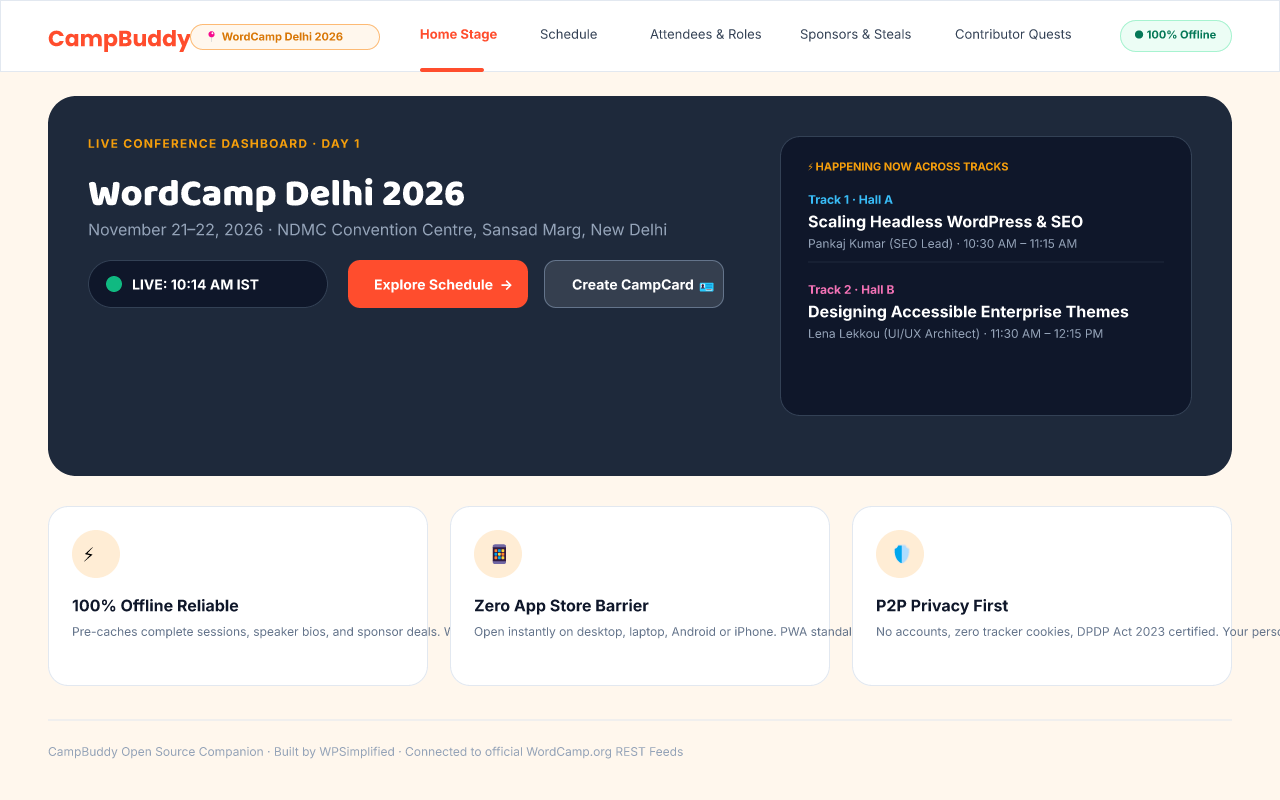 CampBuddy
WordCamp Delhi 2026
Home Stage
Schedule
Attendees & Roles
Sponsors & Steals
Contributor Quests
100% Offline
LIVE CONFERENCE DASHBOARD · DAY 1
WordCamp Delhi 2026
November 21–22, 2026 · NDMC Convention Centre, Sansad Marg, New Delhi
LIVE: 10:14 AM IST
Explore Schedule →
Create CampCard 🪪
⚡ HAPPENING NOW ACROSS TRACKS
Track 1 · Hall A
Scaling Headless WordPress & SEO
Pankaj Kumar (SEO Lead) · 10:30 AM – 11:15 AM
Track 2 · Hall B
Designing Accessible Enterprise Themes
Lena Lekkou (UI/UX Architect) · 11:30 AM – 12:15 PM
100% Offline Reliable
Pre-caches complete sessions, speaker bios, and sponsor deals.
Zero App Store Barrier
Open instantly on desktop, laptop, Android or iPhone. PWA
P2P Privacy First
No accounts, zero tracker cookies, DPDP Act 2023 certified. Your
CampBuddy Open Source Companion · Built by WPSimplified · Connected to official WordCamp.org REST Feeds